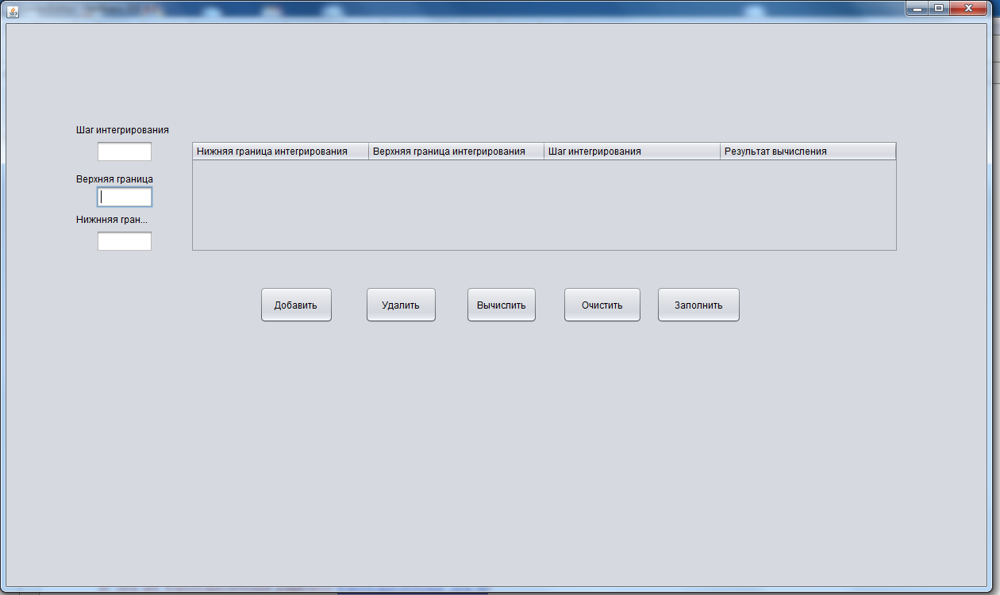 Шаг интегрирования
Нижняя граница интегрирования Верхняя граница интегрирования Шаг интегрирования Результат вычисления
Верхняя граница
Нижнняя гран...
Добавить Удалить Вычислить Очистить Заполнить